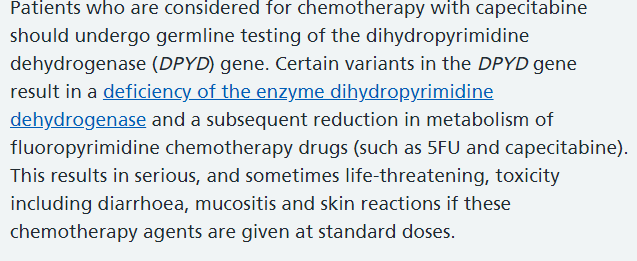 Patients who are considered for chemotherapy with capecitabine
should undergo germline testing of the dihydropyrimidine
dehydrogenase (DPYD) gene. Certain variants in the DPYD gene
result in a deficiency of the enzyme dihydropyrimidine
dehydrogenase and a subsequent reduction in metabolism of
fluoropyrimidine chemotherapy drugs (such as 5FU and capecitabine).
This results in serious, and sometimes life-threatening, toxicity
including diarrhoea, mucositis and skin reactions if these
chemotherapy agents are given at standard doses.